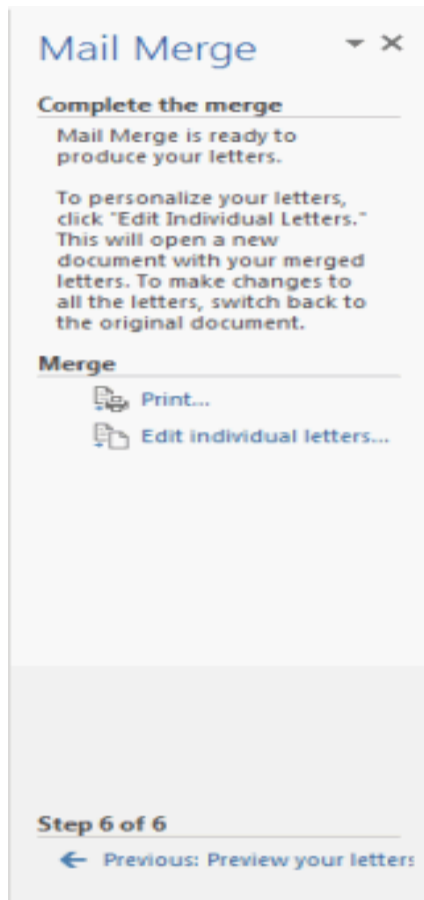 Mail Merge
Complete the merge
Mail Merge is ready to
produce your letters.
To personalize your letters,
click "Edit Individual Letters."
This will open a new
document with your merged
letters. To make changes to
all the letters, switch back to
the original document.
Merge
Print...
Edit individual letters...
Step 6 of 6
Previous: Preview your letters